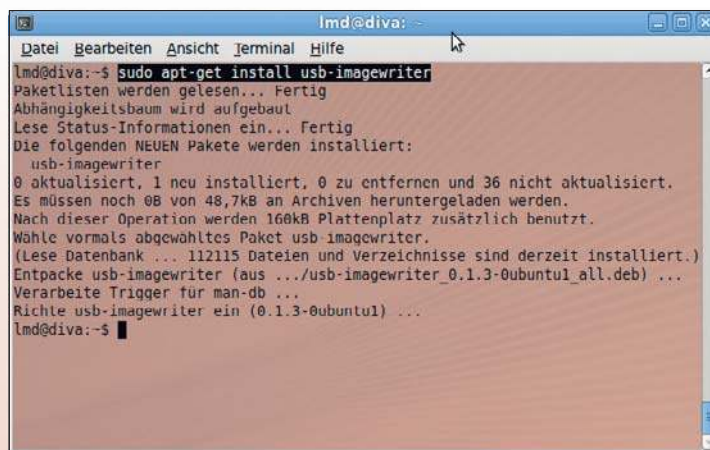 lmd@diva: ~
Datei Bearbeiten Ansicht Terminal Hilfe
lmd@diva:~$ sudo apt-get install usb-imagewriter
Paketlisten werden gelesen... Fertig
Abhängigkeitsbaum wird aufgebaut
Lese Status-Informationen ein... Fertig
Die folgenden NEUEN Pakete werden installiert:
usb-imagewriter
0 aktualisiert, 1 neu installiert, 0 zu entfernen und 36 nicht aktualisiert.
Es müssen noch 0B von 48,7kB an Archiven heruntergeladen werden.
Nach dieser Operation werden 160kB Plattenplatz zusätzlich benutzt.
Wähle vormals abgewähltes Paket usb-imagewriter.
(Lese Datenbank ... 112115 Dateien und Verzeichnisse sind derzeit installiert.)
Entpacke usb-imagewriter (aus .../usb-imagewriter_0.1.3-0ubuntu1_all.deb) ...
Verarbeite Trigger für man-db ...
Richte usb-imagewriter ein (0.1.3-0ubuntu1) ...
lmd@diva:~$